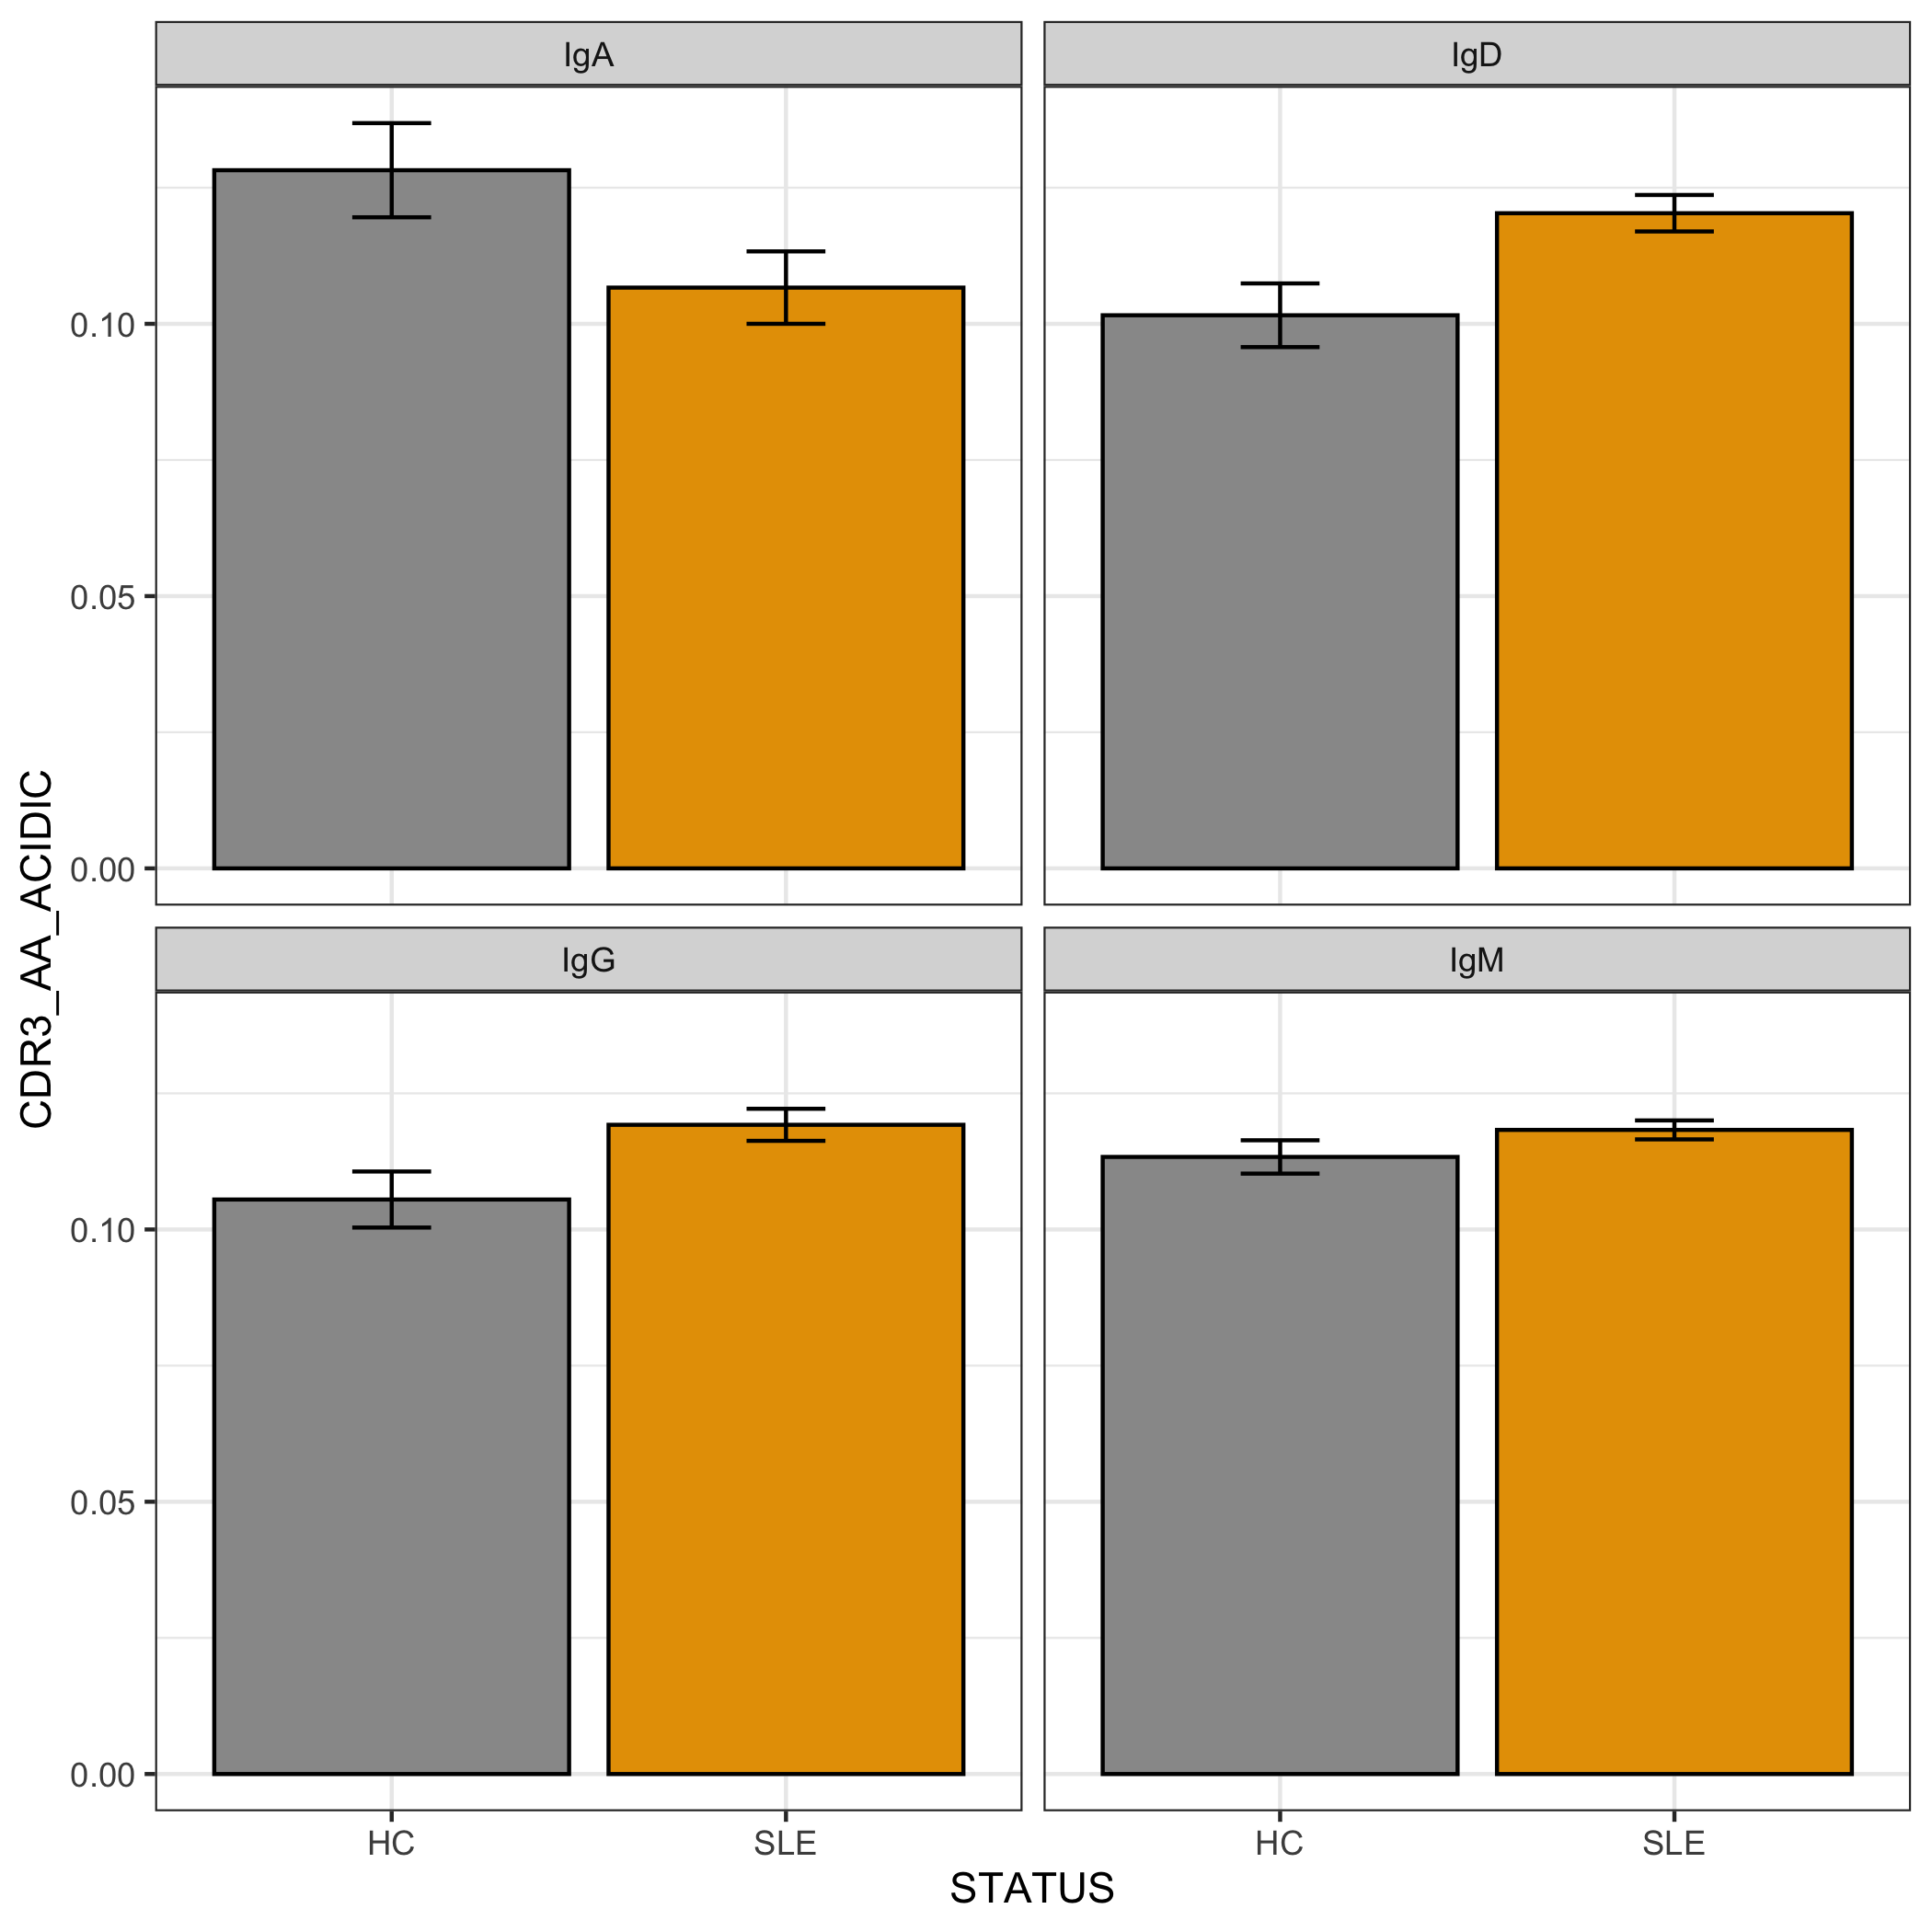 IgA
IgD
0.10
0.05
0.00
IgG
IgM
0.10
0.05
0.00
HC
SLE
HC
SLE
STATUS
CDR3_AA_ACIDIC